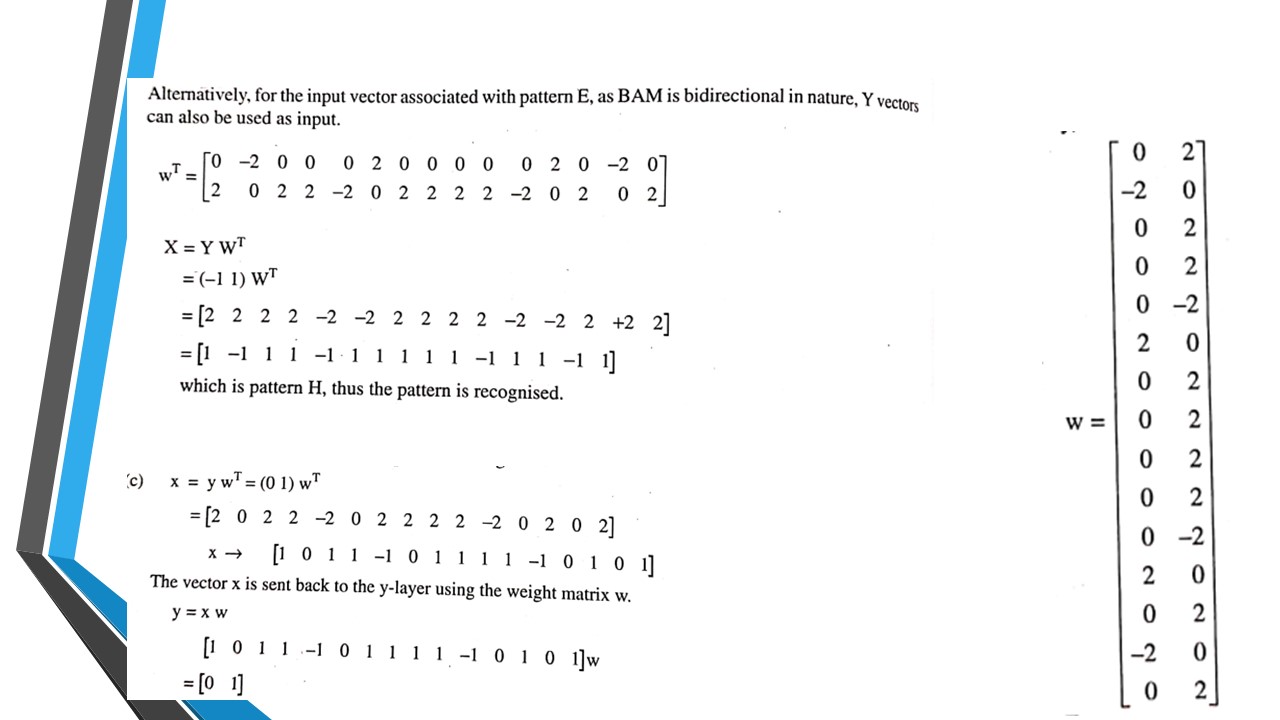 Alternatively, for the input vector associated with pattern E, as BAM is bidirectional in nature, Y vectors
can also be used as input.
wᵀ = [0 −2 0 0 0 2 0 0 0 0 0 2 0 −2 0]
[2 0 2 2 −2 0 2 2 2 2 −2 0 2 0 2]
X = Y Wᵀ
= (−1 1) Wᵀ
= [2 2 2 2 −2 −2 2 2 2 2 −2 −2 2 +2 2]
= [1 −1 1 1 −1 1 1 1 1 1 −1 1 1 −1 1]
which is pattern H, thus the pattern is recognised.
(c) x = y wᵀ = (0 1) wᵀ
= [2 0 2 2 −2 0 2 2 2 2 −2 0 2 0 2]
x → [1 0 1 1 −1 0 1 1 1 1 −1 0 1 0 1]
The vector x is sent back to the y-layer using the weight matrix w.
y = x w
[1 0 1 1 −1 0 1 1 1 1 −1 0 1 0 1]w
= [0 1]
0 2
−2 0
0 2
0 2
0 −2
2 0
0 2
w = 0 2
0 2
0 2
0 −2
2 0
0 2
−2 0
0 2